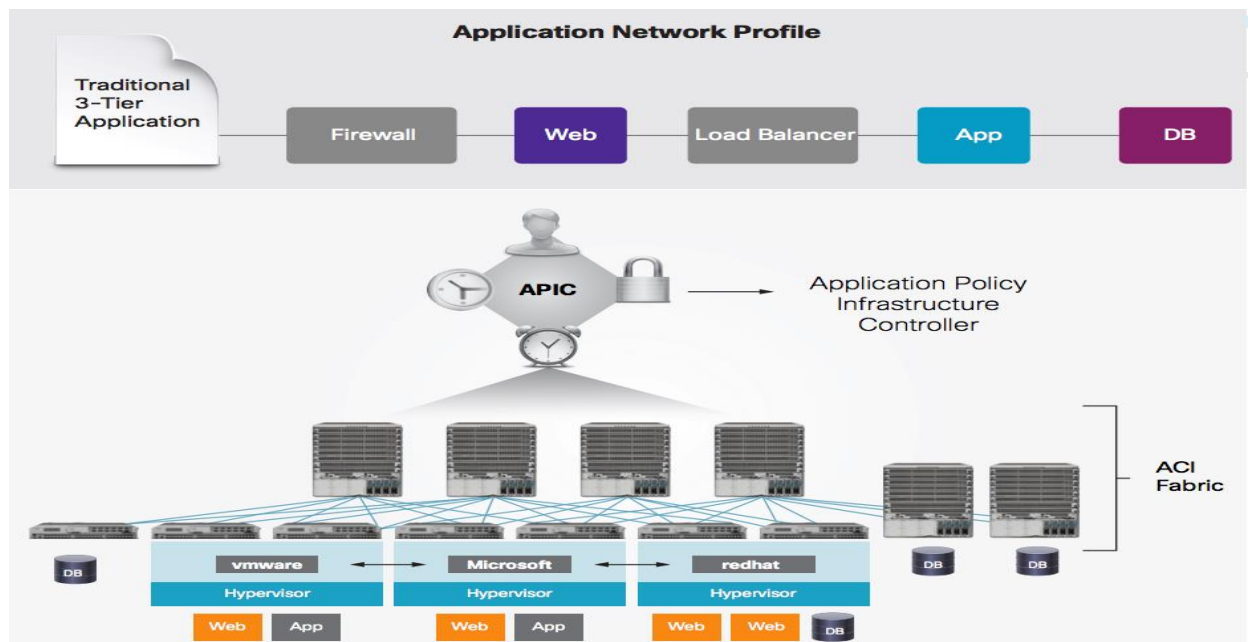 Application Network Profile
Traditional
3-Tier
Application
Firewall
Web
Load Balancer
App
DB
APIC
Application Policy
Infrastructure
Controller
ACI
Fabric
DB
vmware
Microsoft
redhat
DB
DB
Hypervisor
Hypervisor
Hypervisor
Web
App
Web
App
Web
Web
DB